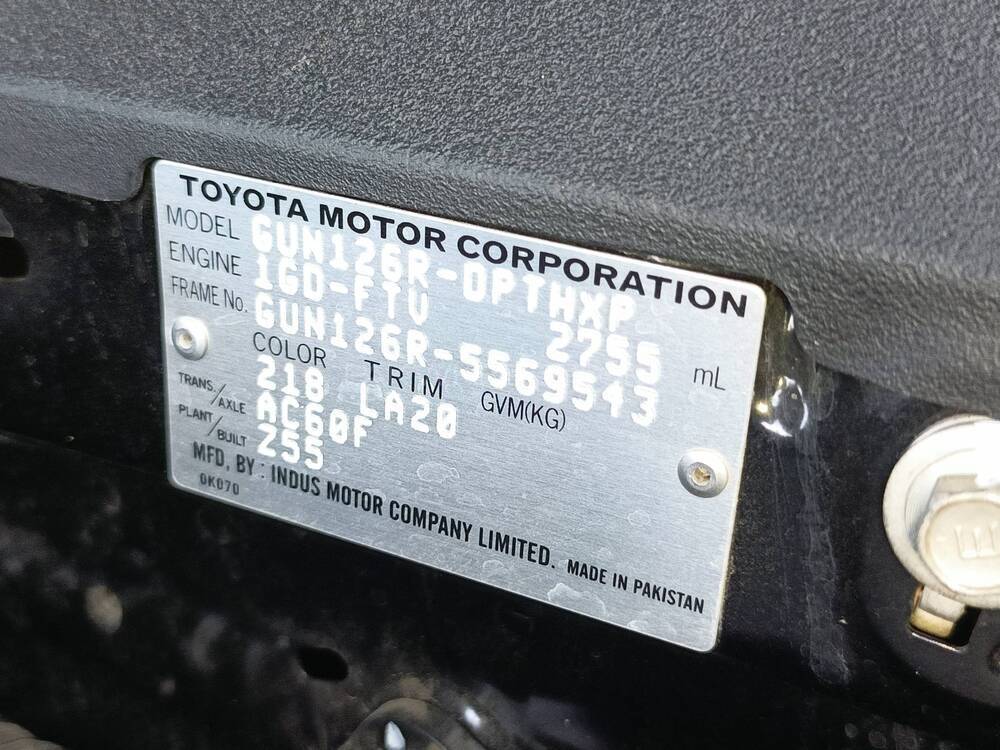 TOYOTA MOTOR CORPORATION
MODEL GUN126R-DPTHXP
ENGINE 1GD-FTV 2755 mL
FRAME No. GUN126R-5569543
COLOR TRIM GVM(KG)
218 LA20
TRANS./AXLE AC60F
PLANT/BUILT 255
MFD, BY : INDUS MOTOR COMPANY LIMITED. MADE IN PAKISTAN
0K070